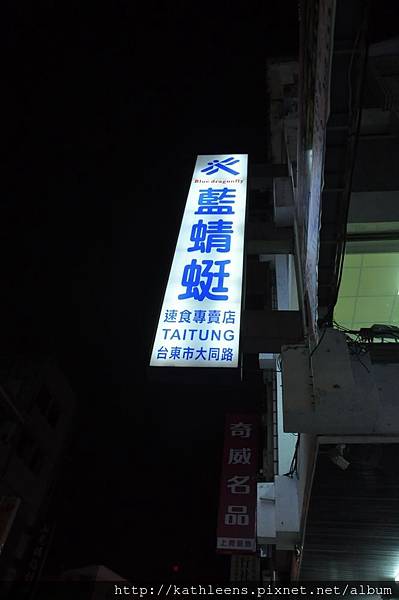 Blue dragonfly
藍蜻蜓
速食專賣店
TAITUNG
台東市大同路
奇威名品
http://kathleens.pixnet.net/album